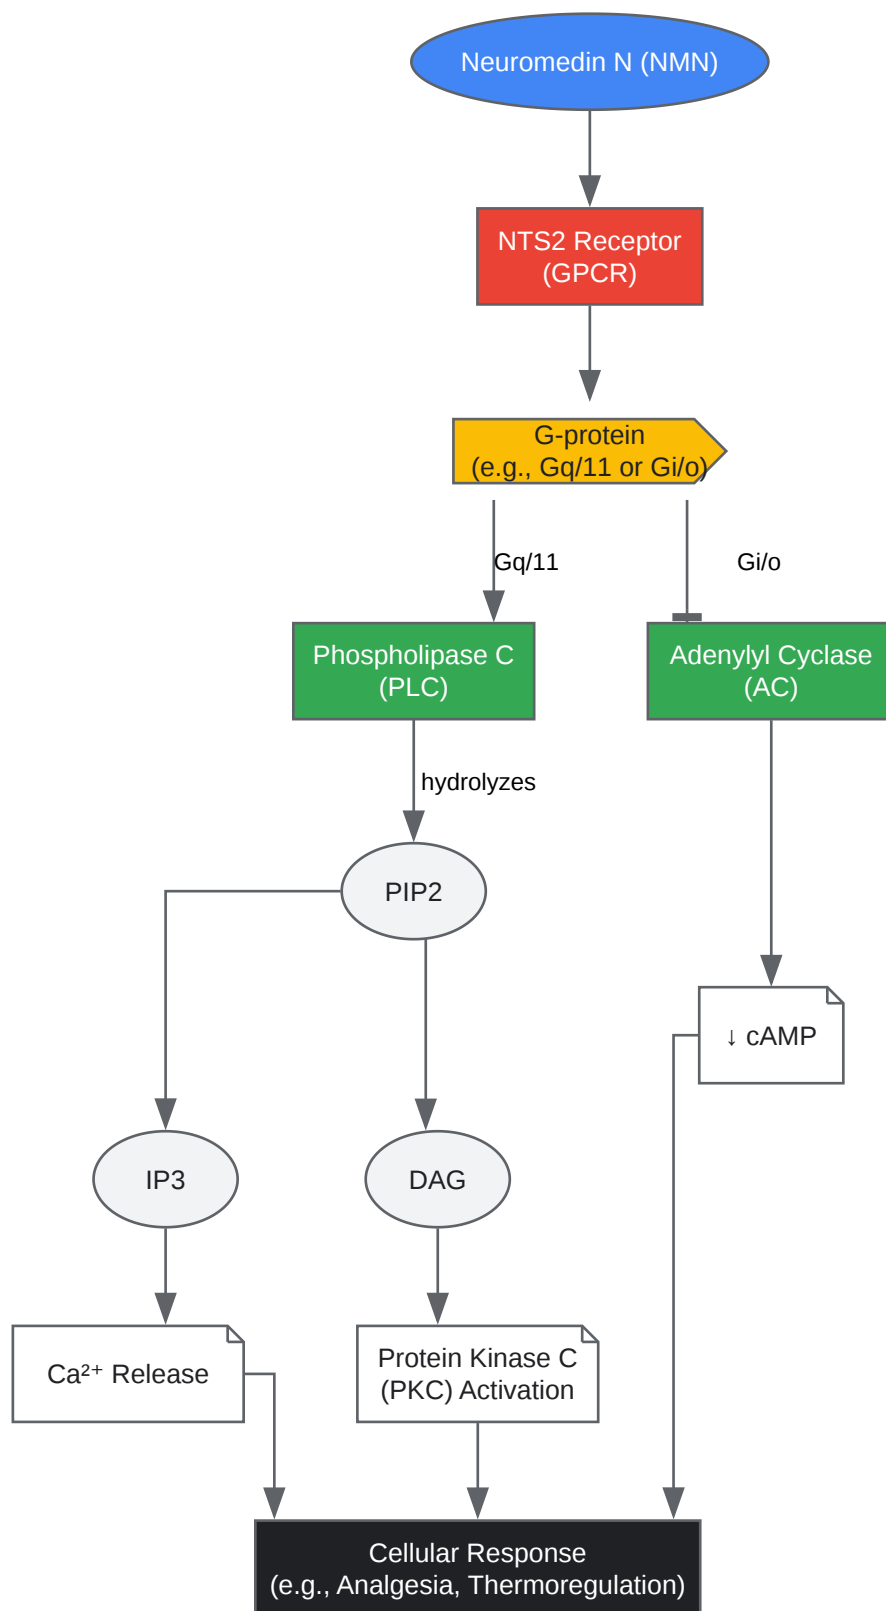 Neuromedin N (NMN)
NTS2 Receptor
(GPCR)
G-protein
(e.g., Gq/11 or Gi/o)
Gq/11
Gi/o
Phospholipase C
(PLC)
Adenylyl Cyclase
(AC)
hydrolyzes
PIP2
↓ cAMP
IP3
DAG
Ca²⁺ Release
Protein Kinase C
(PKC) Activation
Cellular Response
(e.g., Analgesia, Thermoregulation)